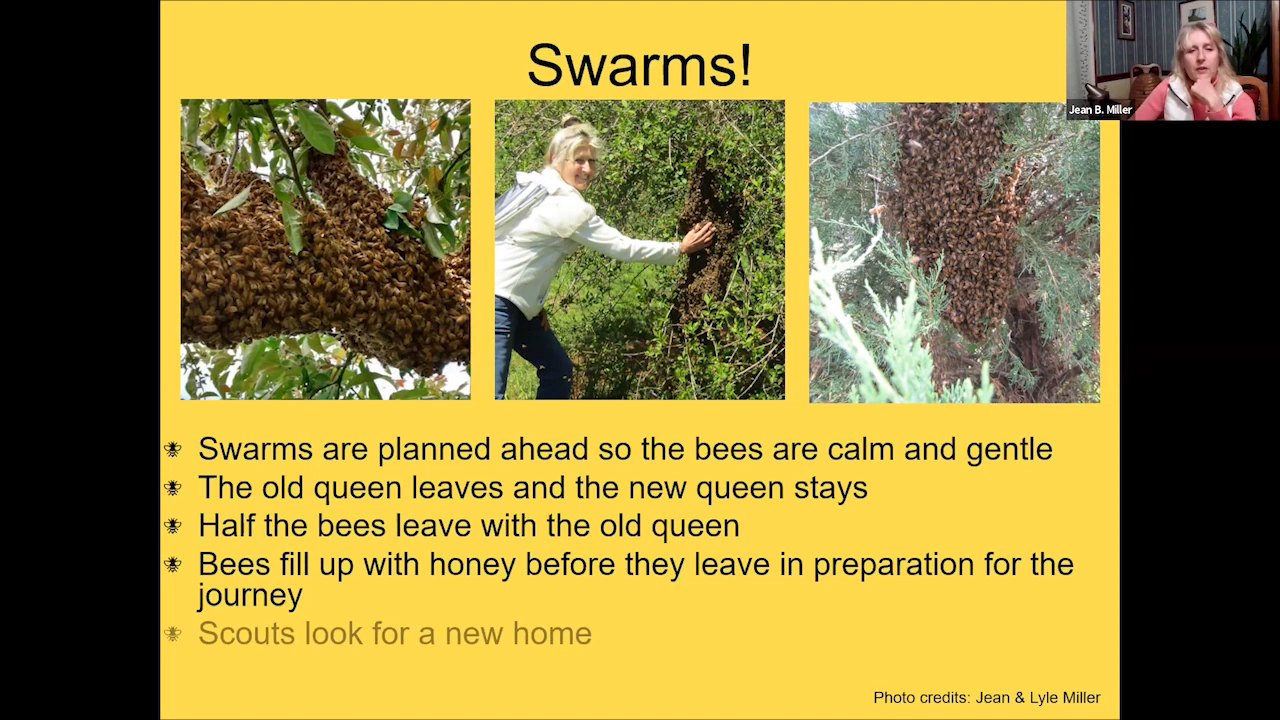 Swarms!
Jean B. Miller
Swarms are planned ahead so the bees are calm and gentle
The old queen leaves and the new queen stays
Half the bees leave with the old queen
Bees fill up with honey before they leave in preparation for the
journey
Scouts look for a new home
Photo credits: Jean & Lyle Miller